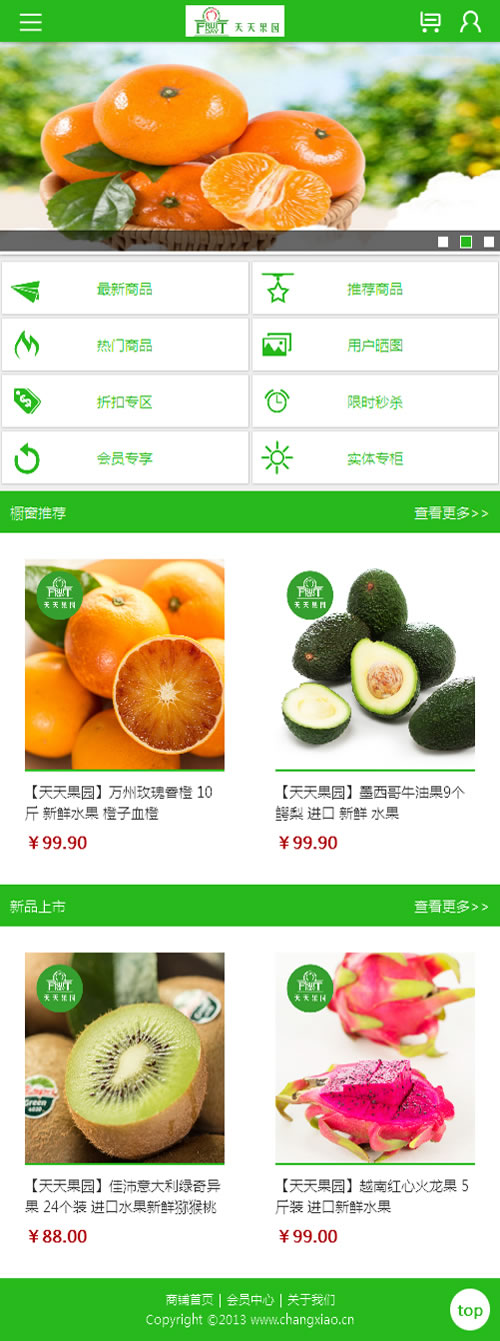 FRUIT DAY 天天果园
最新商品
推荐商品
热门商品
用户晒图
折扣专区
限时秒杀
会员专享
实体专柜
橱窗推荐 查看更多>>
天天果园
天天果园
【天天果园】万州玫瑰香橙 10
斤 新鲜水果 橙子血橙
￥99.90
【天天果园】墨西哥牛油果9个
鳄梨 进口 新鲜 水果
￥99.90
新品上市 查看更多>>
天天果园
Green
天天果园
【天天果园】佳沛意大利绿奇异
果 24个装 进口水果新鲜猕猴桃
￥88.00
【天天果园】越南红心火龙果 5
斤装 进口新鲜水果
￥99.00
商铺首页 | 会员中心 | 关于我们
Copyright ©2013 www.changxiao.cn
top